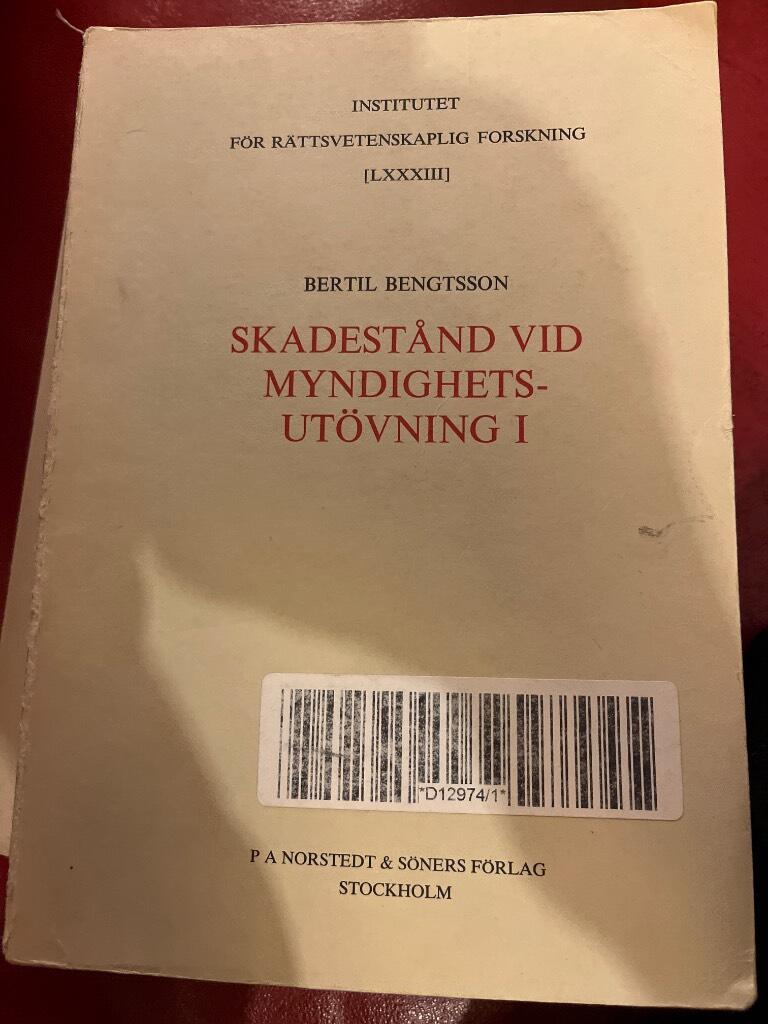 INSTITUTET
FÖR RÄTTSVETENSKAPLIG FORSKNING
[LXXXIII]
BERTIL BENGTSSON
SKADESTÅND VID
MYNDIGHETS-
UTÖVNING I
*D12974/1*
P A NORSTEDT & SÖNERS FÖRLAG
STOCKHOLM